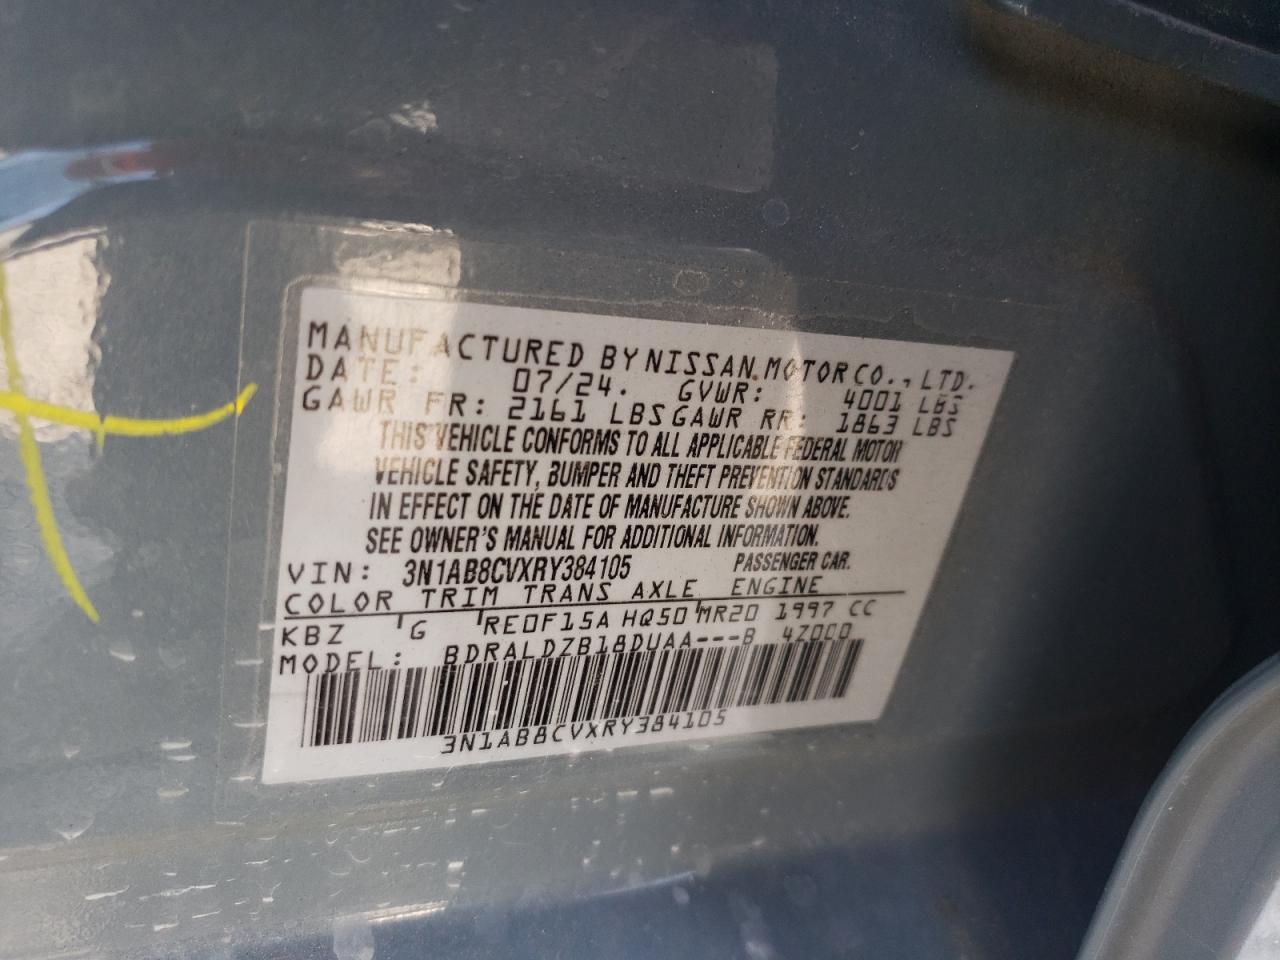 MANUFACTURED BY NISSAN MOTOR CO., LTD.
DATE: 07/24. GVWR: 4001 LBS
GAWR FR: 2161 LBS GAWR RR: 1863 LBS
THIS VEHICLE CONFORMS TO ALL APPLICABLE FEDERAL MOTOR
VEHICLE SAFETY, BUMPER AND THEFT PREVENTION STANDARDS
IN EFFECT ON THE DATE OF MANUFACTURE SHOWN ABOVE.
SEE OWNER'S MANUAL FOR ADDITIONAL INFORMATION.
VIN: 3N1AB8CVXRY384105 PASSENGER CAR.
COLOR TRIM TRANS AXLE ENGINE
KBZ G RE0F15A HQ50 MR20 1997 CC
MODEL: BDRALDZB18DUAA---B 4Z000
3N1AB8CVXRY384105